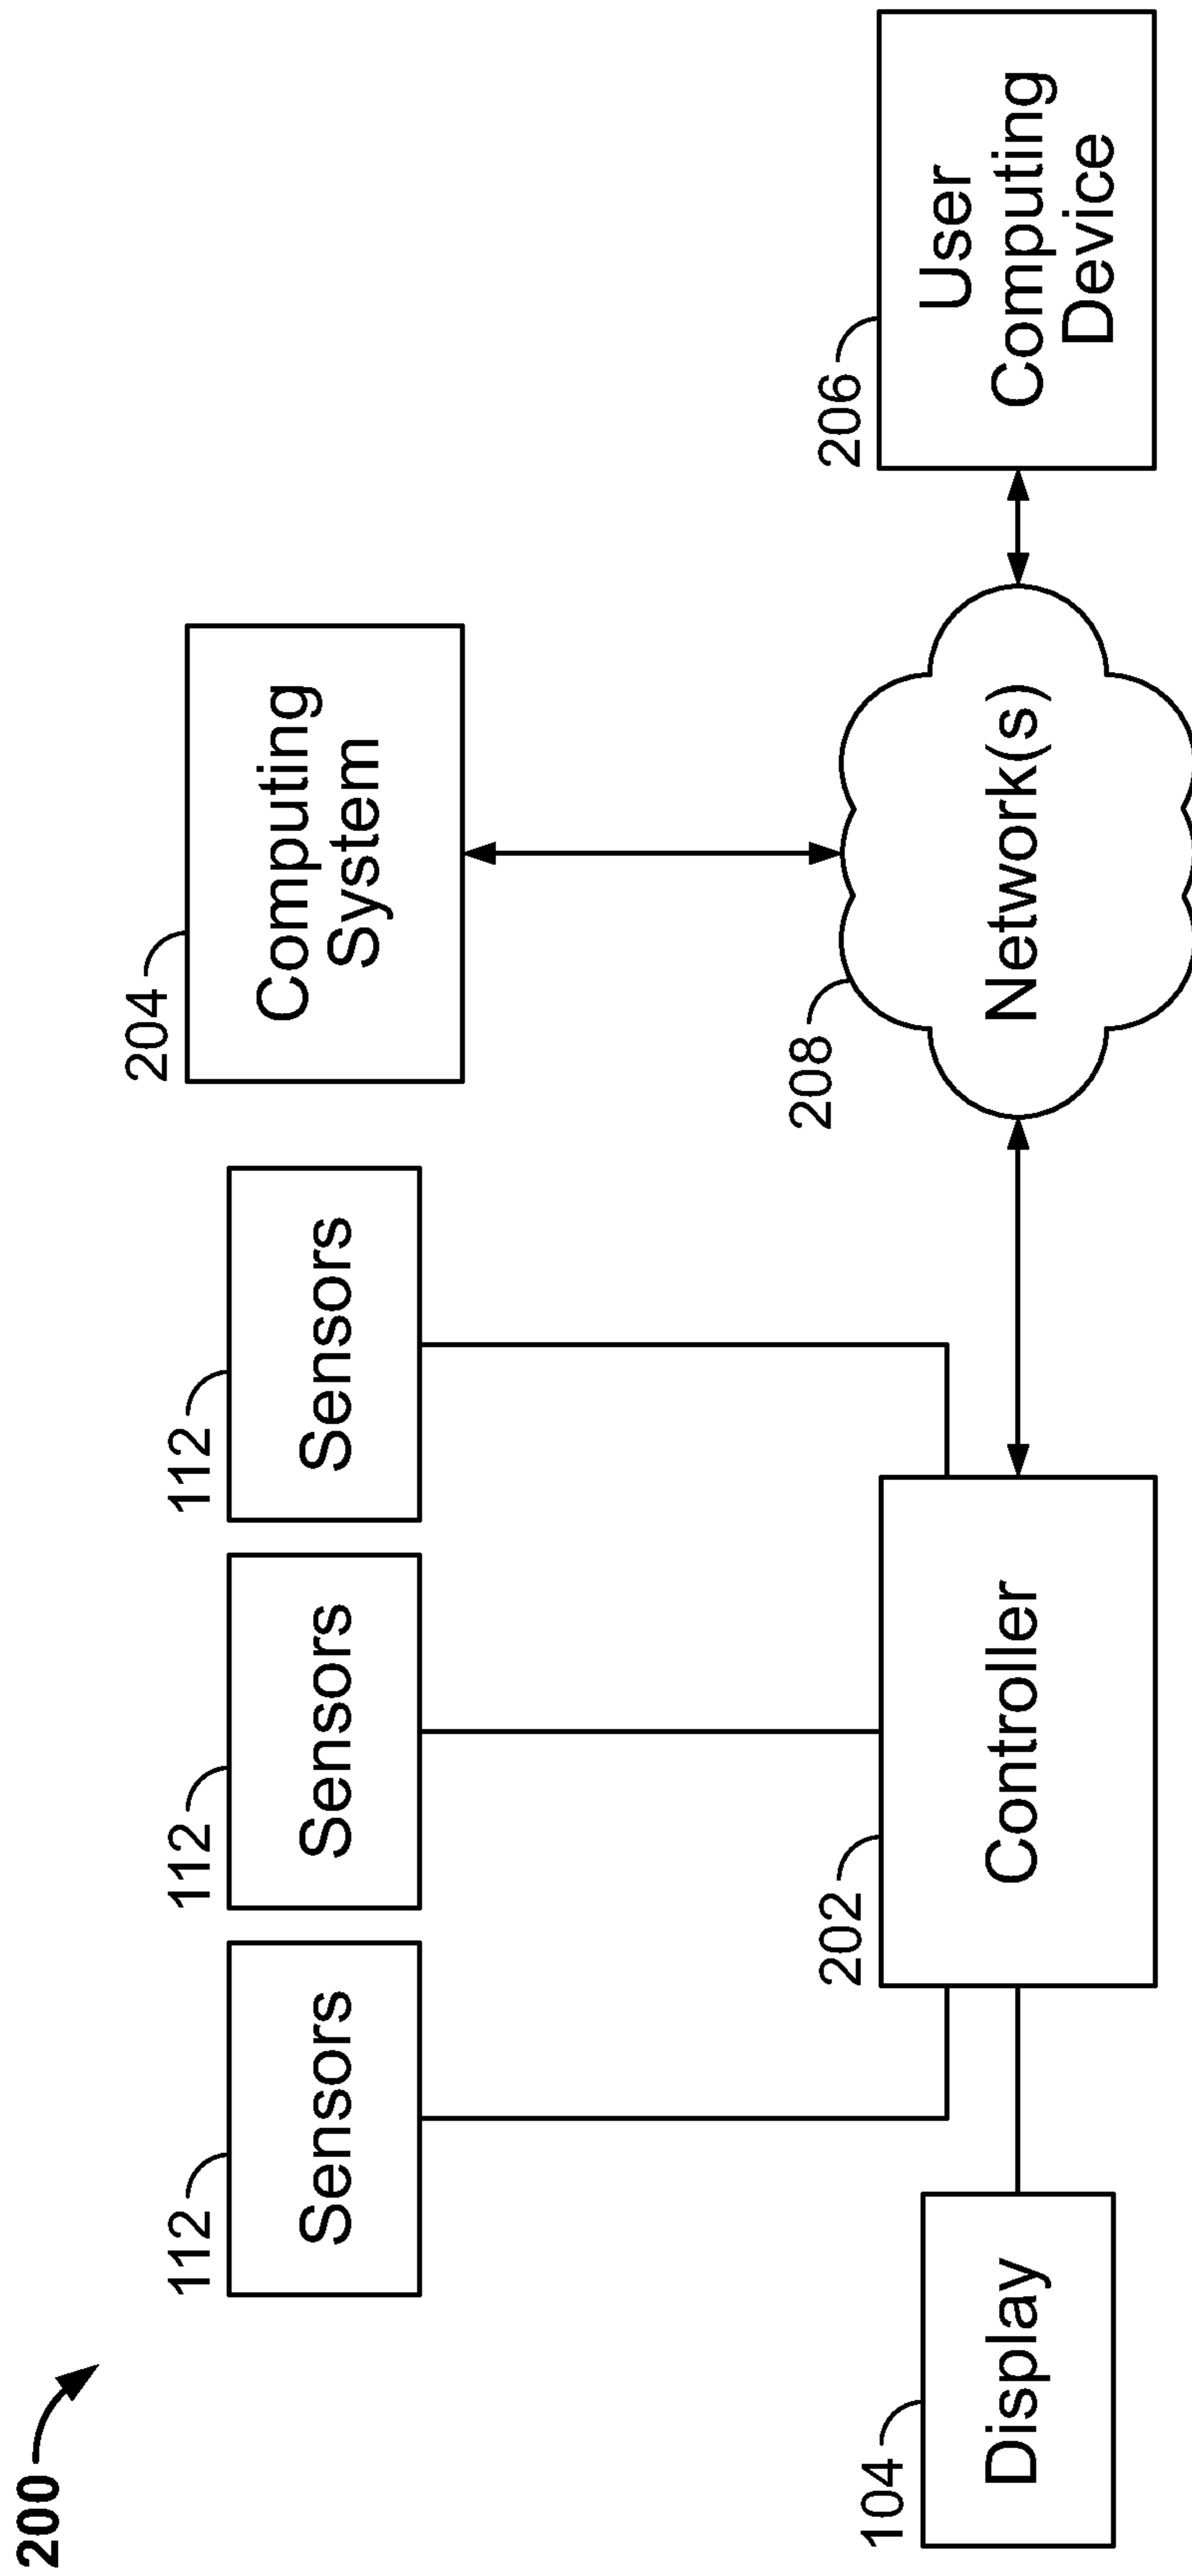 200
112
Sensors
112
Sensors
112
Sensors
204
Computing
System
104
Display
202
Controller
208
Network(s)
206
User
Computing
Device